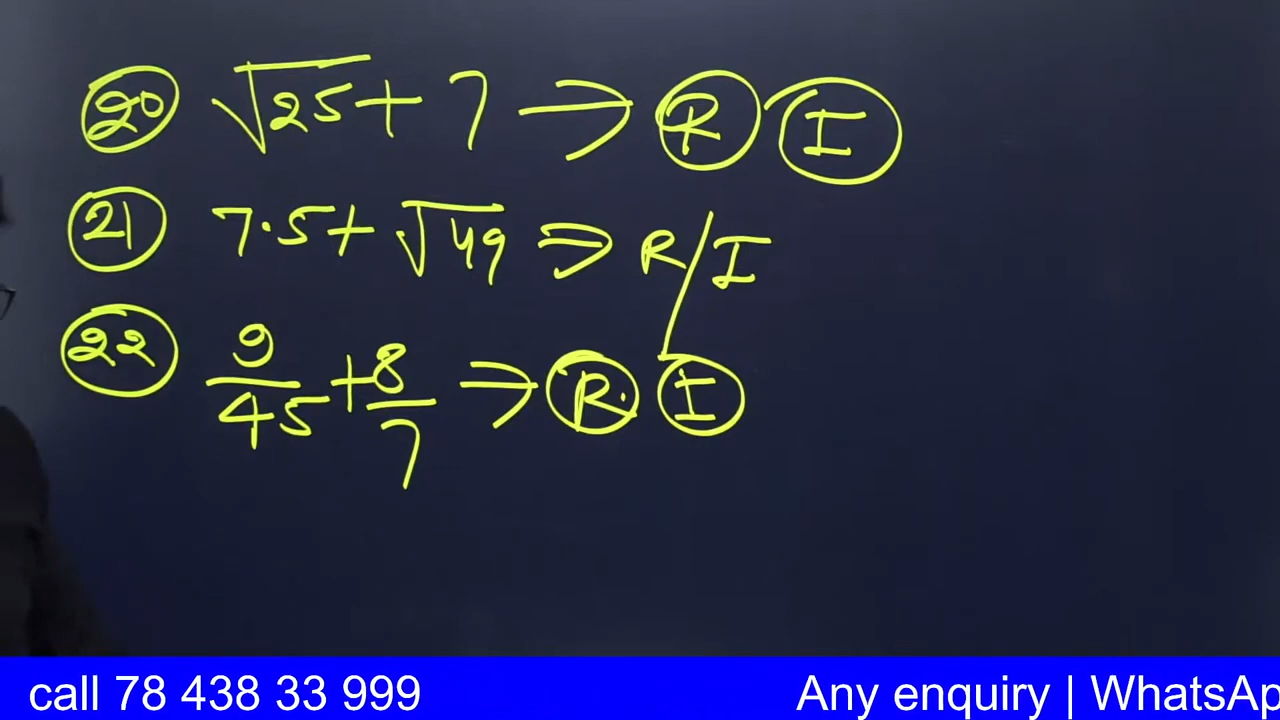 20 √25 + 7 → R I
21 7.5 + √49 ⇒ R/I
22 9/45 + 8/7 ⇒ R. I
call 78 438 33 999 Any enquiry | WhatsAp